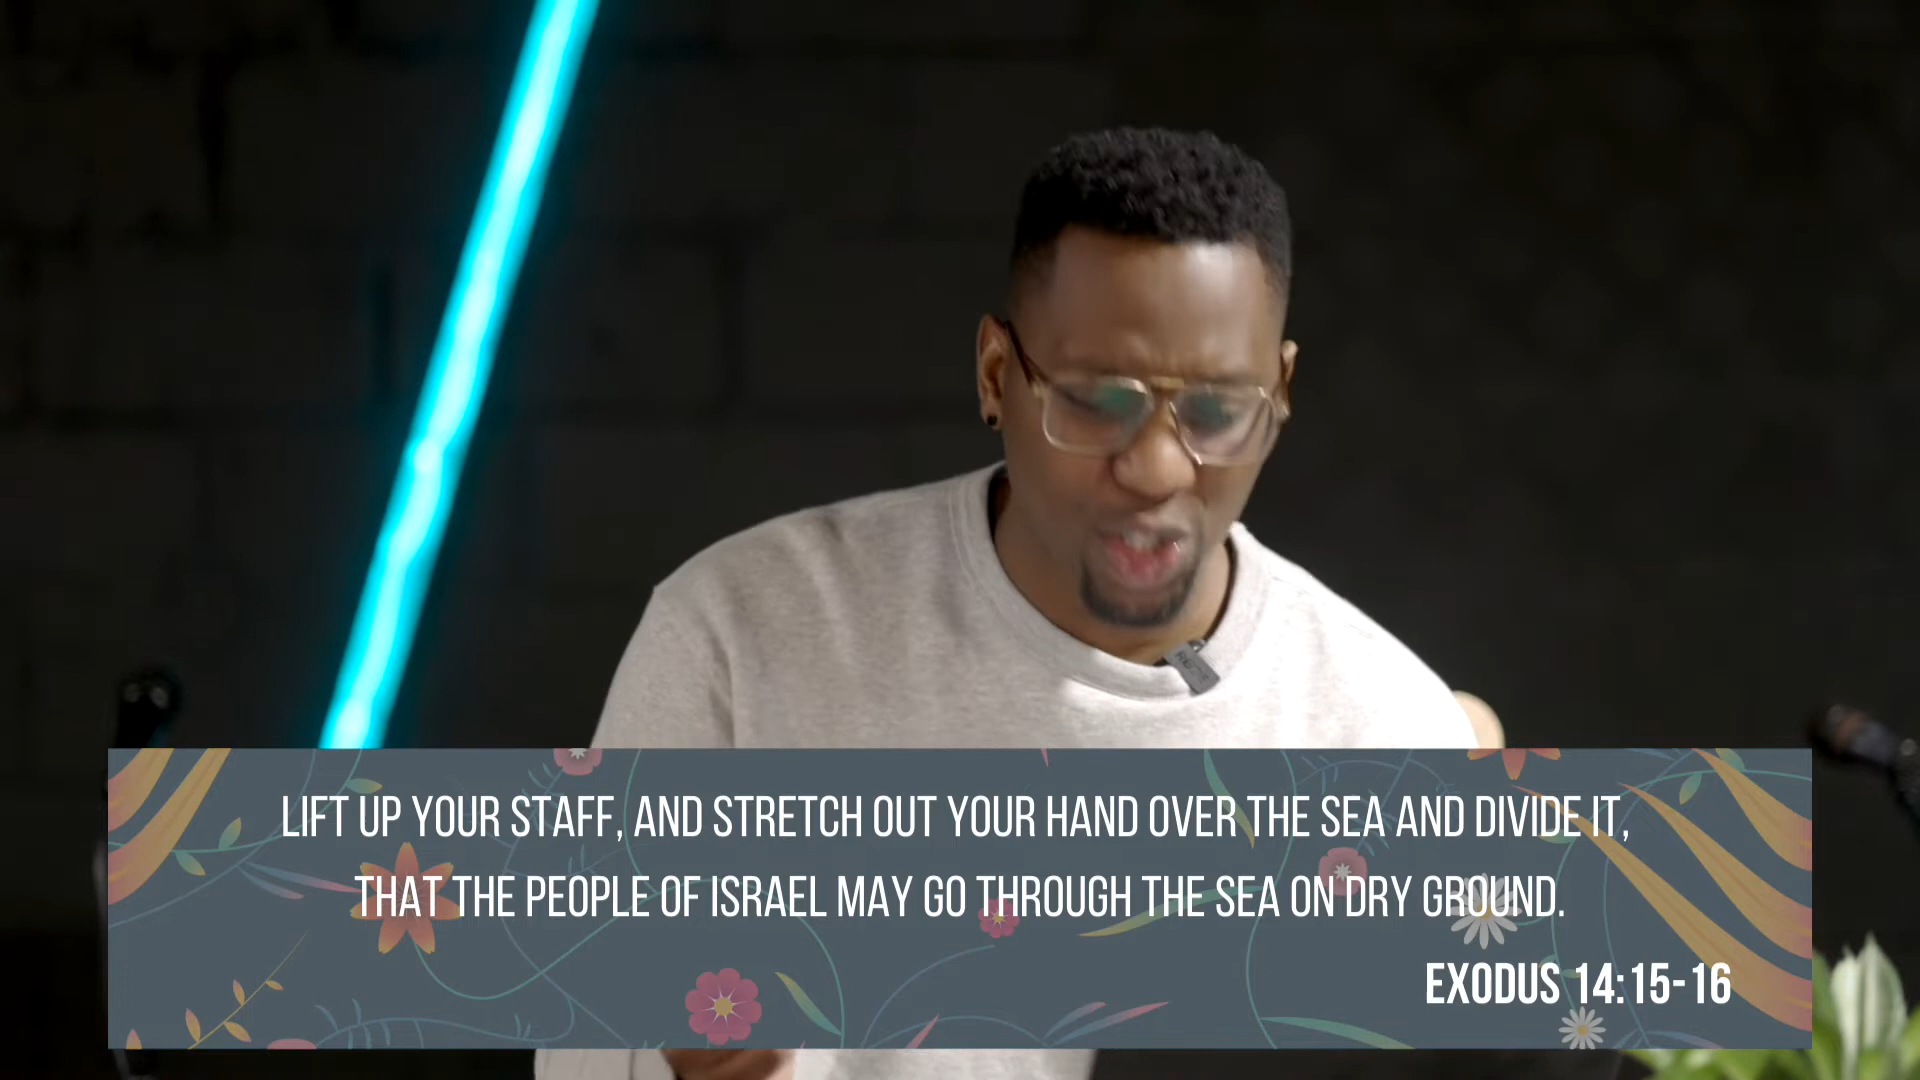 LIFT UP YOUR STAFF, AND STRETCH OUT YOUR HAND OVER THE SEA AND DIVIDE IT,
THAT THE PEOPLE OF ISRAEL MAY GO THROUGH THE SEA ON DRY GROUND.
EXODUS 14:15-16